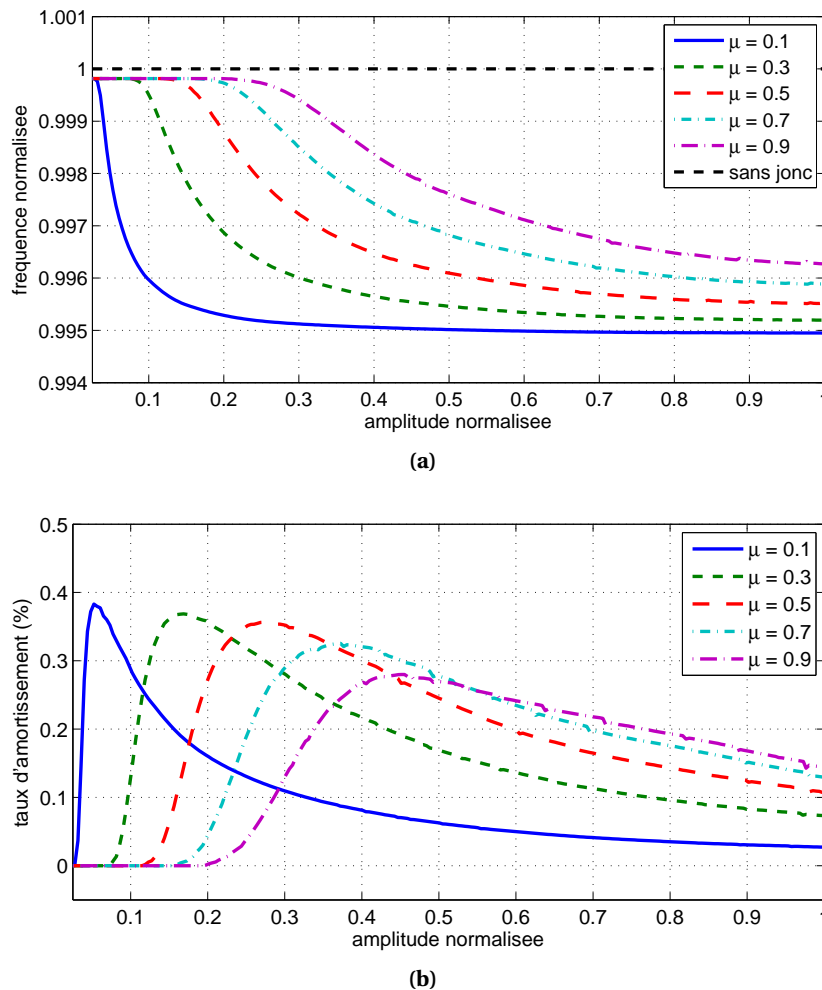 1.001
1
0.999
0.998
0.997
0.996
0.995
0.994
frequence normalisee
μ = 0.1
μ = 0.3
μ = 0.5
μ = 0.7
μ = 0.9
sans jonc
0.1 0.2 0.3 0.4 0.5 0.6 0.7 0.8 0.9 1
amplitude normalisee
(a)
0.5
0.4
0.3
0.2
0.1
0
taux d'amortissement (%)
μ = 0.1
μ = 0.3
μ = 0.5
μ = 0.7
μ = 0.9
0.1 0.2 0.3 0.4 0.5 0.6 0.7 0.8 0.9 1
amplitude normalisee
(b)